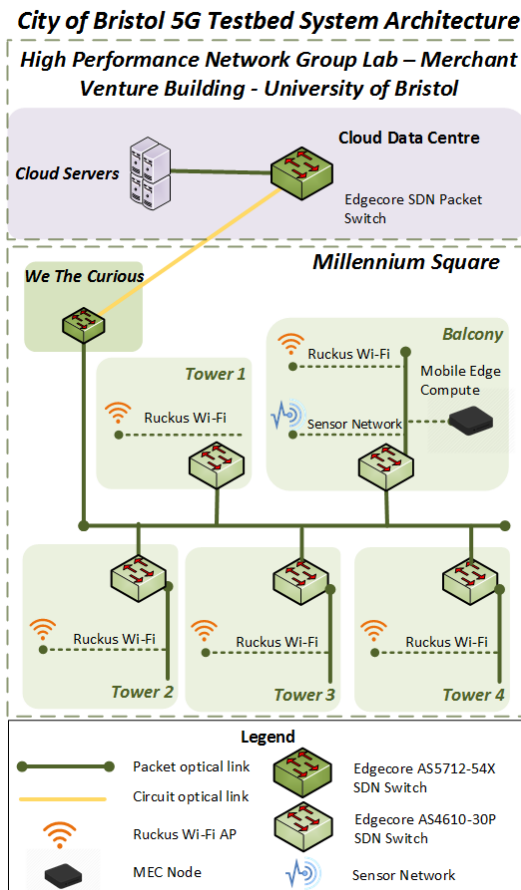 City of Bristol 5G Testbed System Architecture
High Performance Network Group Lab – Merchant
Venture Building - University of Bristol
Cloud Data Centre
Cloud Servers
Edgecore SDN Packet
Switch
We The Curious
Millennium Square
Balcony
Ruckus Wi-Fi
Mobile Edge
Compute
Tower 1
Ruckus Wi-Fi
Sensor Network
Ruckus Wi-Fi
Ruckus Wi-Fi
Ruckus Wi-Fi
Tower 2
Tower 3
Tower 4
Legend
Packet optical link
Edgecore AS5712-54X
SDN Switch
Circuit optical link
Ruckus Wi-Fi AP
Edgecore AS4610-30P
SDN Switch
MEC Node
Sensor Network